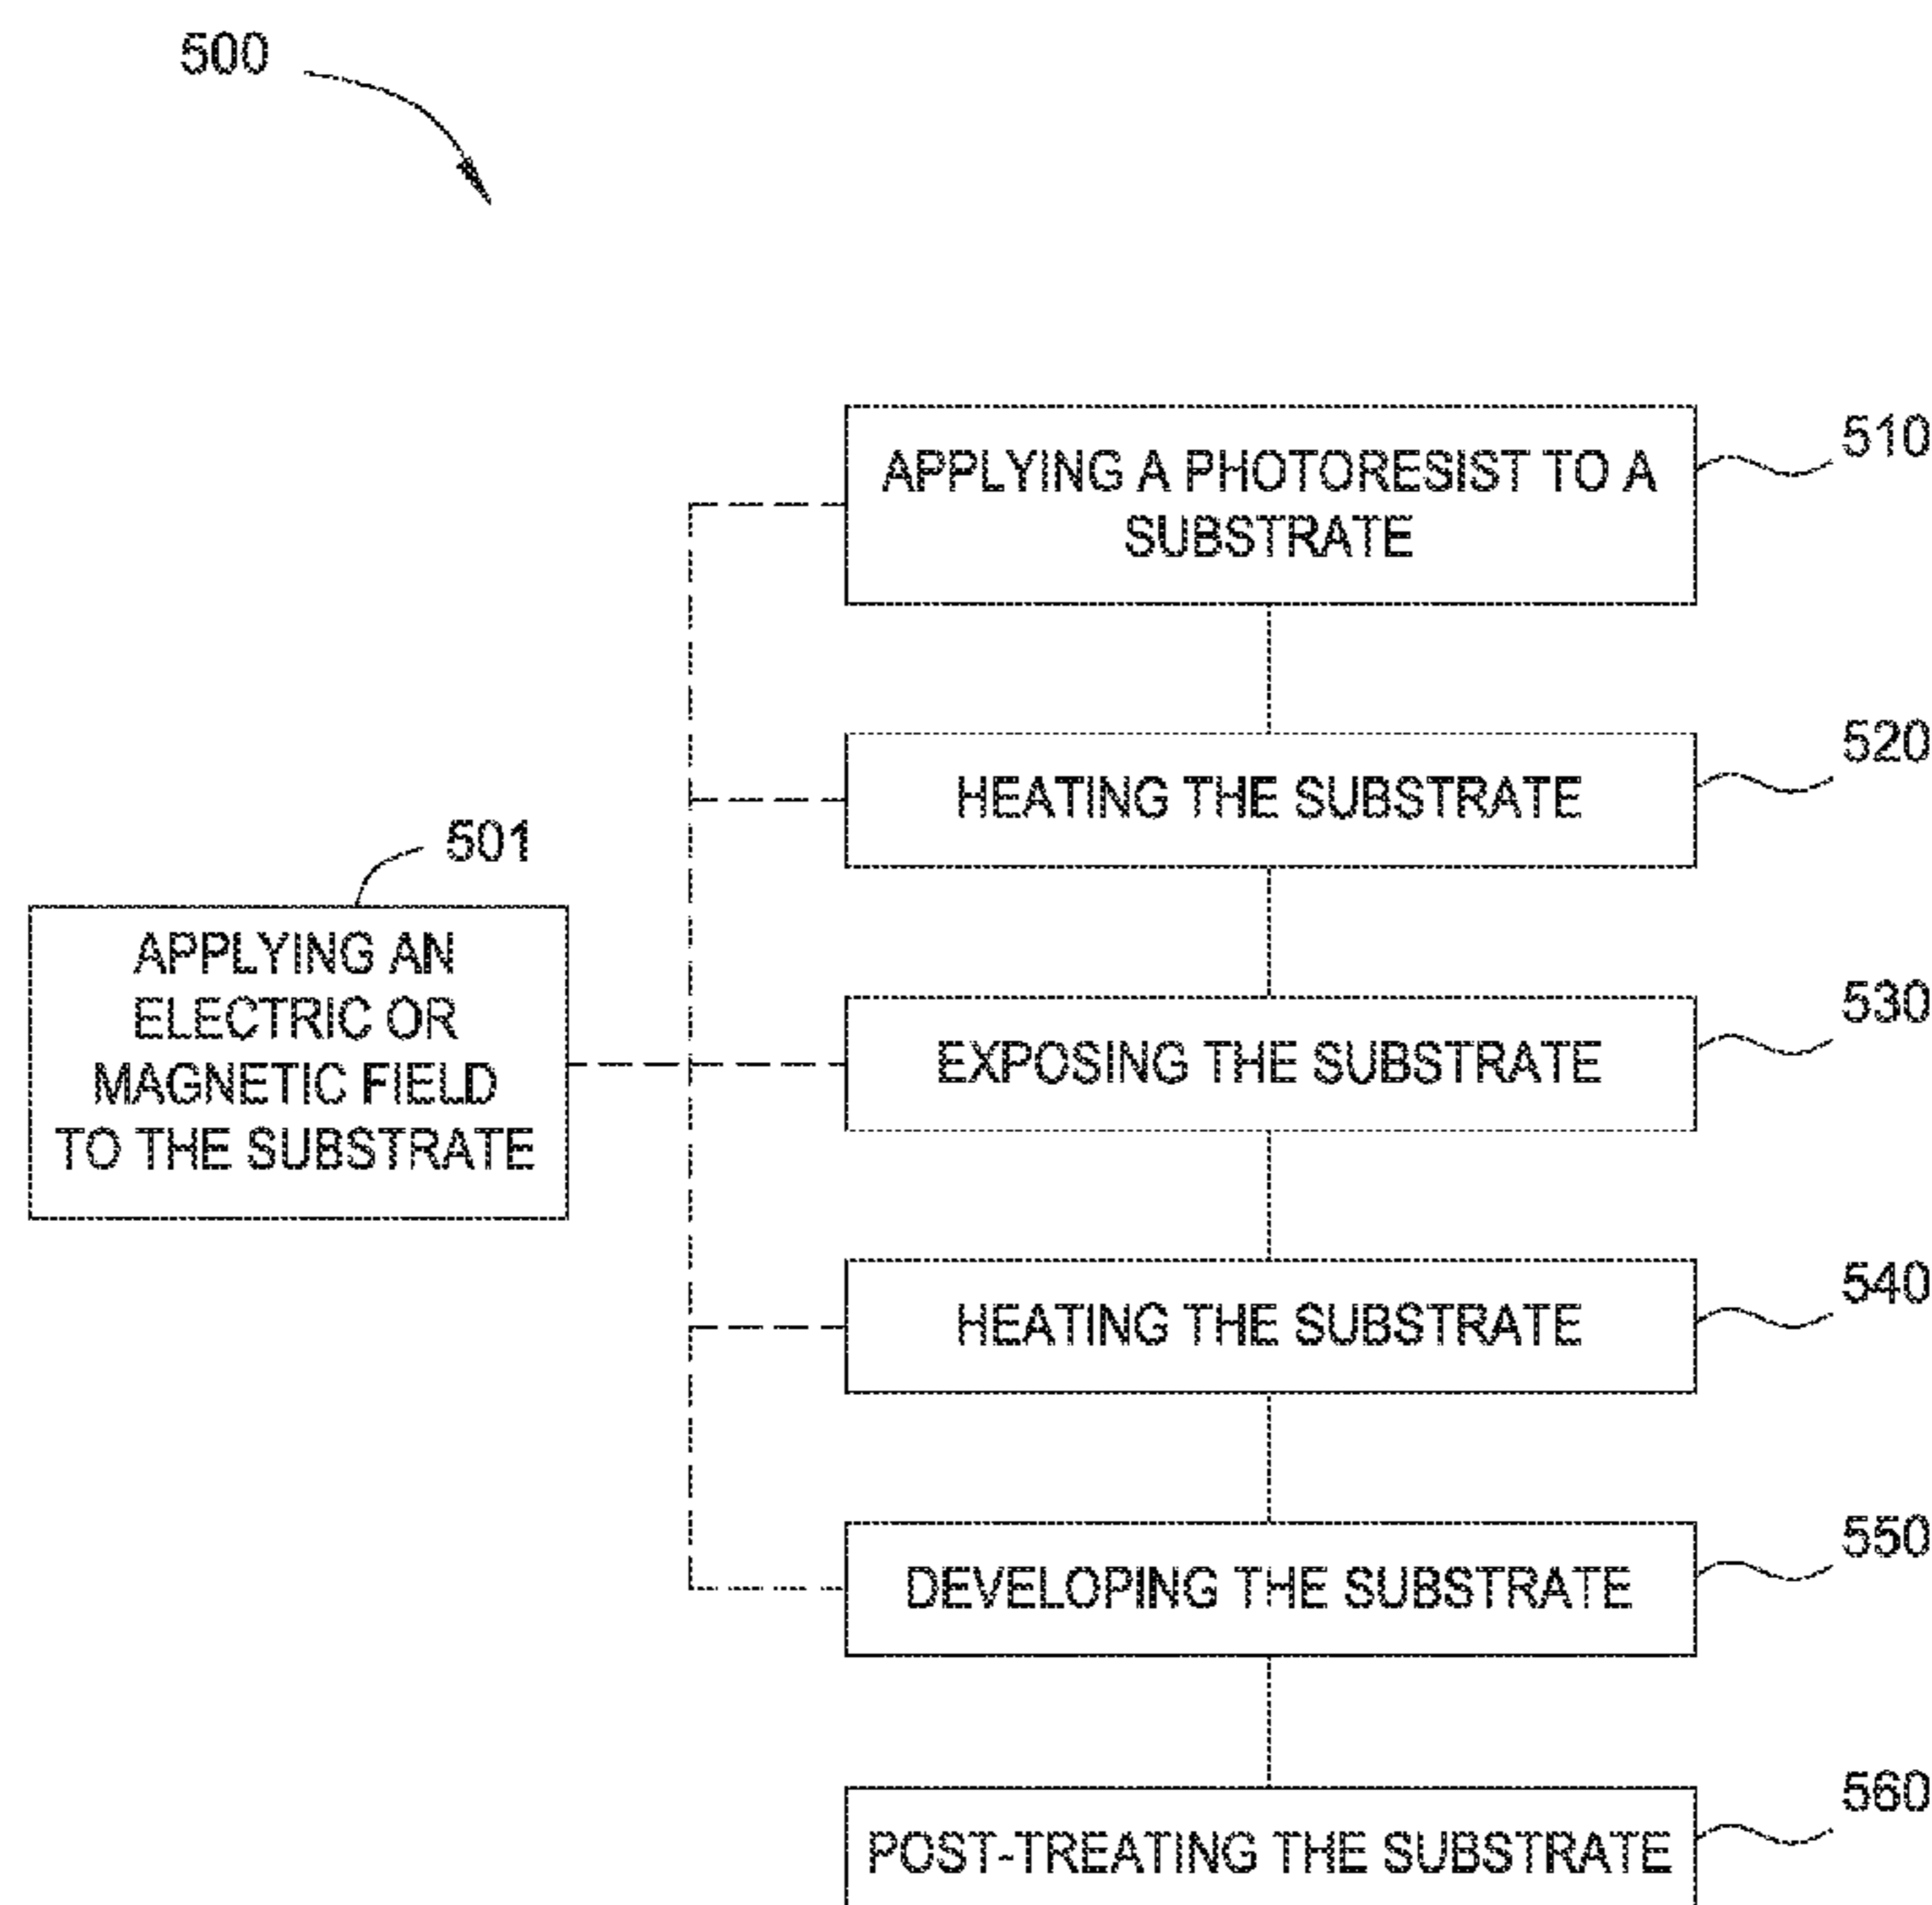 500
510
APPLYING A PHOTORESIST TO A
SUBSTRATE
520
HEATING THE SUBSTRATE
501
APPLYING AN
ELECTRIC OR
MAGNETIC FIELD
TO THE SUBSTRATE
530
EXPOSING THE SUBSTRATE
540
HEATING THE SUBSTRATE
550
DEVELOPING THE SUBSTRATE
560
POST-TREATING THE SUBSTRATE